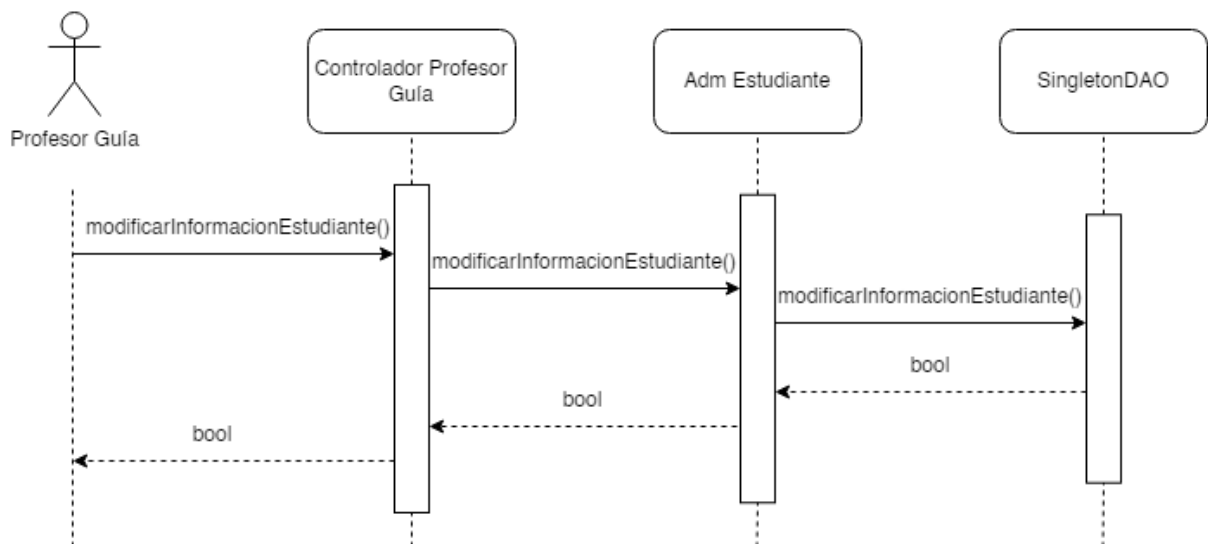 Controlador Profesor
Guía
Adm Estudiante
SingletonDAO
Profesor Guía
modificarInformacionEstudiante()
modificarInformacionEstudiante()
modificarInformacionEstudiante()
bool
bool
bool